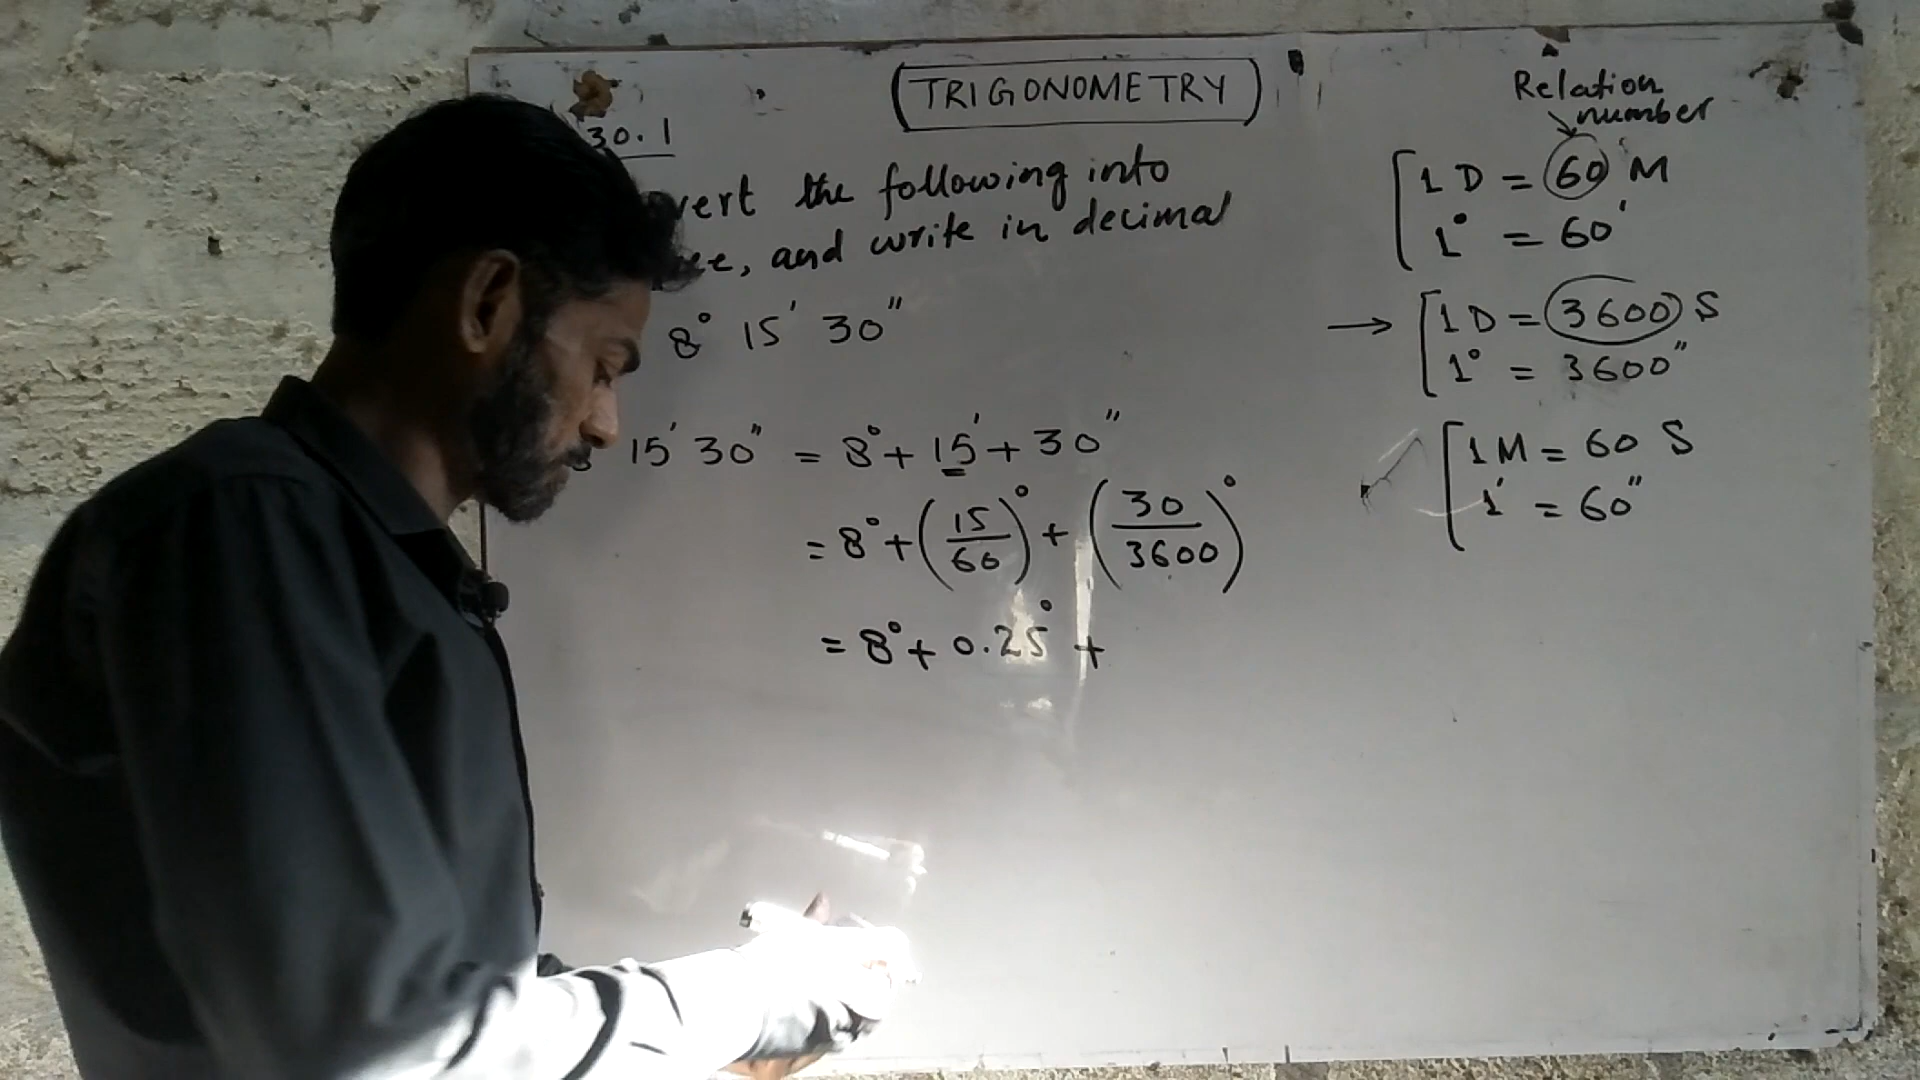 TRIGONOMETRY
30.1
vert the following into
ee, and write in decimal
8° 15' 30"
15' 30" = 8° + 15' + 30"
= 8° + (15/60)° + (30/3600)°
= 8° + 0.25° +
Relation
number
1 D = 60 M
1° = 60'
→ 1 D = 3600 S
1° = 3600"
1 M = 60 S
1' = 60"